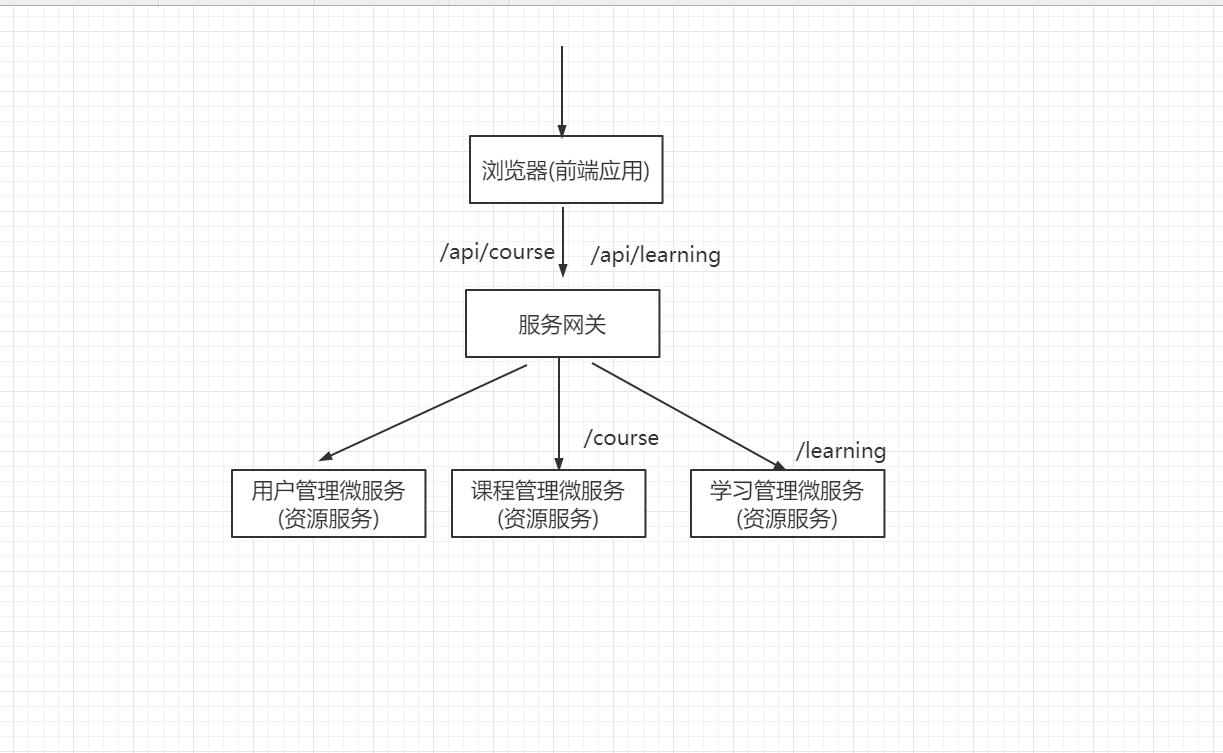 浏览器(前端应用)
/api/course
/api/learning
服务网关
/course
/learning
用户管理微服务
(资源服务)
课程管理微服务
(资源服务)
学习管理微服务
(资源服务)